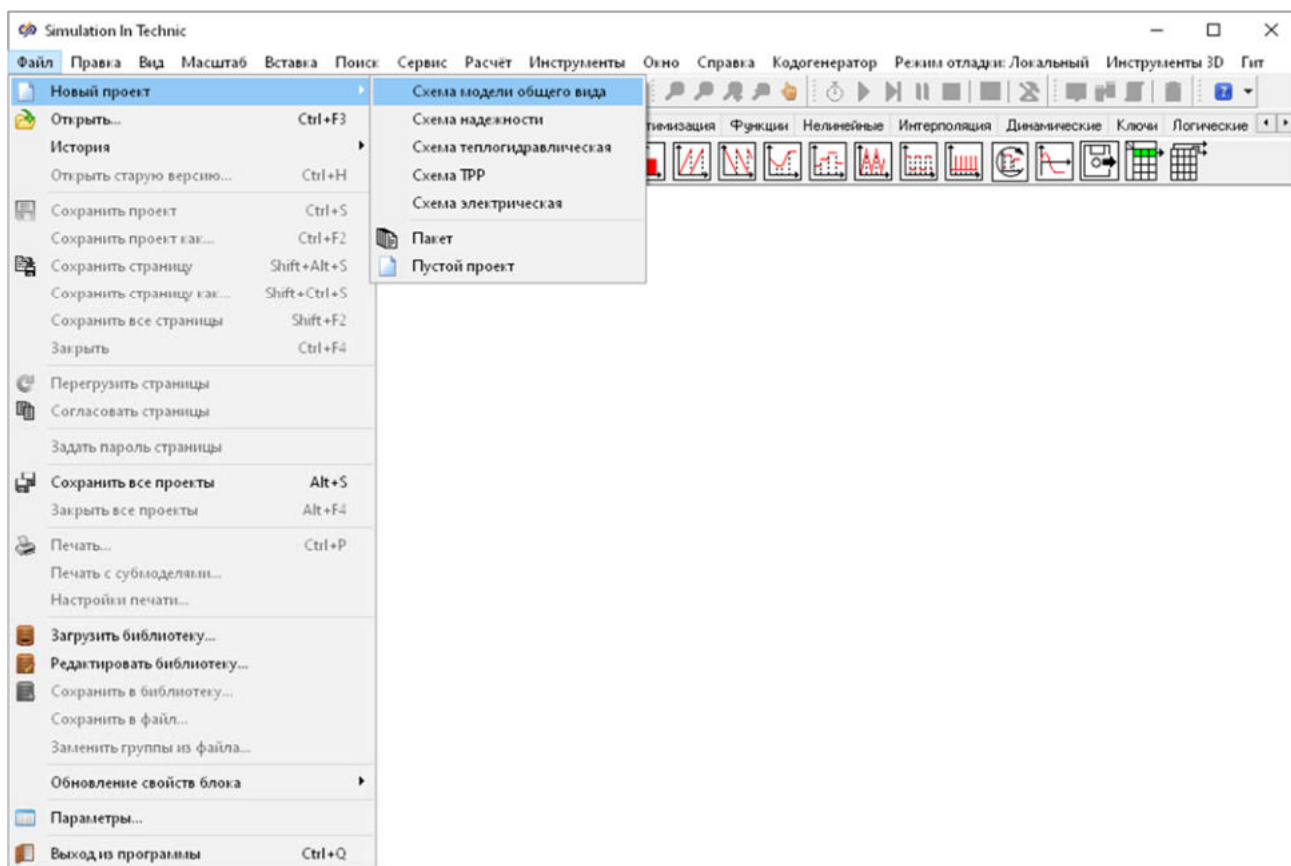 Simulation In Technic
Файл Правка Вид Масштаб Вставка Поиск Сервис Расчёт Инструменты Окно Справка Кодогенератор Режим отладки: Локальный Инструменты 3D Гит
Новый проект
Открыть... Ctrl+F3
История
Открыть старую версию... Ctrl+H
Сохранить проект Ctrl+S
Сохранить проект как... Ctrl+F2
Сохранить страницу Shift+Alt+S
Сохранить страницу как... Shift+Ctrl+S
Сохранить все страницы Shift+F2
Закрыть Ctrl+F4
Перегрузить страницы
Согласовать страницы
Задать пароль страницы
Сохранить все проекты Alt+S
Закрыть все проекты Alt+F4
Печать... Ctrl+P
Печать с субмоделями...
Настройки печати...
Загрузить библиотеку...
Редактировать библиотеку...
Сохранить в библиотеку...
Сохранить в файл...
Заменить группы из файла...
Обновление свойств блока
Параметры...
Выход из программы Ctrl+Q
Схема модели общего вида
Схема надежности
Схема теплогидравлическая
Схема TPP
Схема электрическая
Пакет
Пустой проект
тимизация Функции Нелинейные Интерполяция Динамические Ключи Логические